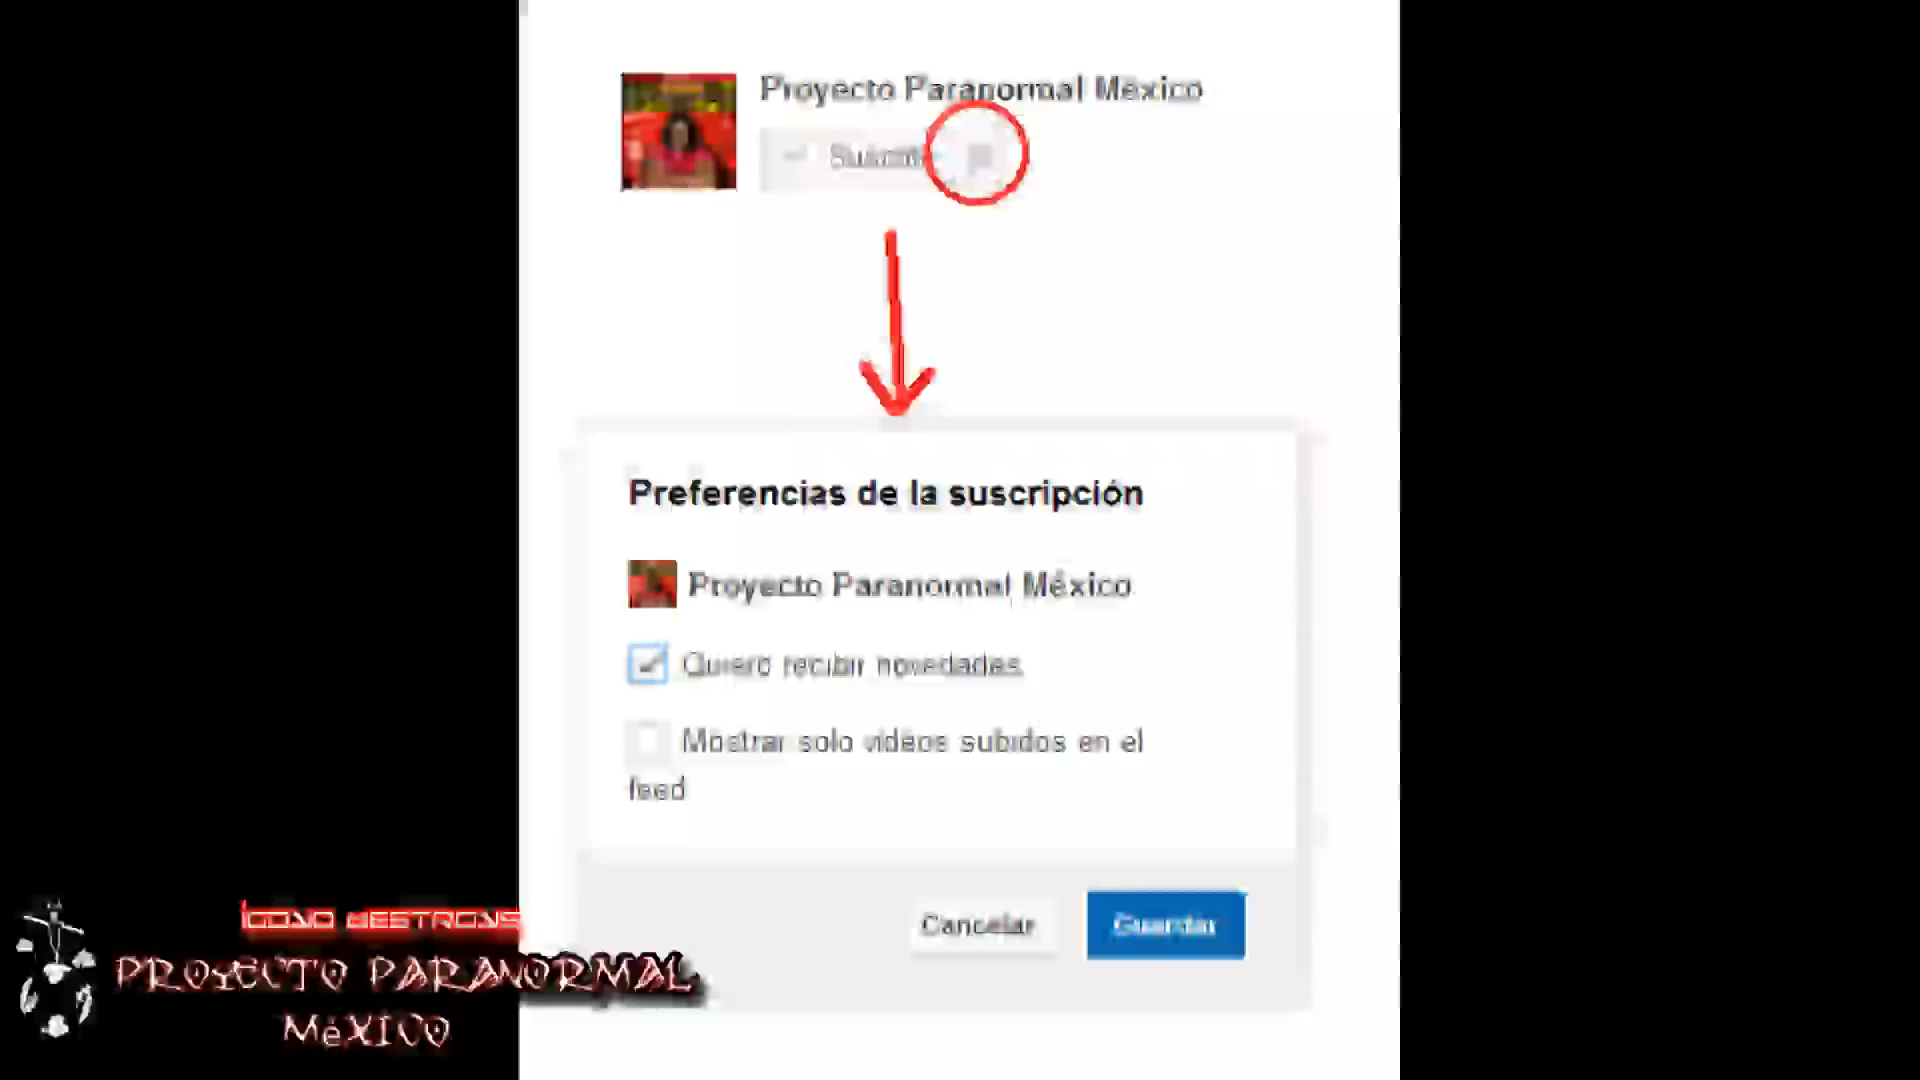 Proyecto Paranormal México
Preferencias de la suscripción
Proyecto Paranormal México
Quiero recibir novedades
Mostrar solo videos subidos en el
feed
Cancelar
Guardar
PROYECTO PARANORMAL
MéXICO